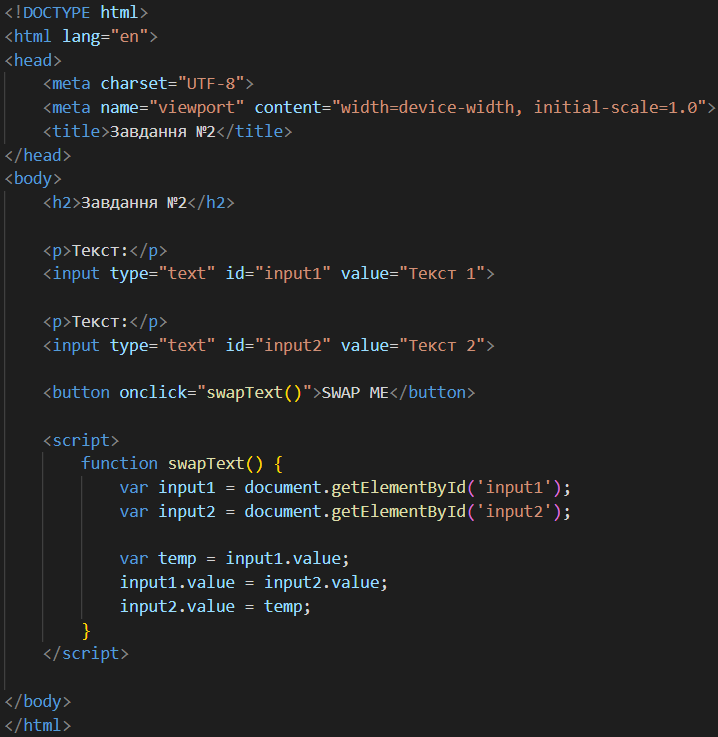 <!DOCTYPE html>
<html lang="en">
<head>
    <meta charset="UTF-8">
    <meta name="viewport" content="width=device-width, initial-scale=1.0">
    <title>Завдання №2</title>
</head>
<body>
    <h2>Завдання №2</h2>

    <p>Текст:</p>
    <input type="text" id="input1" value="Текст 1">

    <p>Текст:</p>
    <input type="text" id="input2" value="Текст 2">

    <button onclick="swapText()">SWAP ME</button>

    <script>
        function swapText() {
            var input1 = document.getElementById('input1');
            var input2 = document.getElementById('input2');

            var temp = input1.value;
            input1.value = input2.value;
            input2.value = temp;
        }
    </script>

</body>
</html>